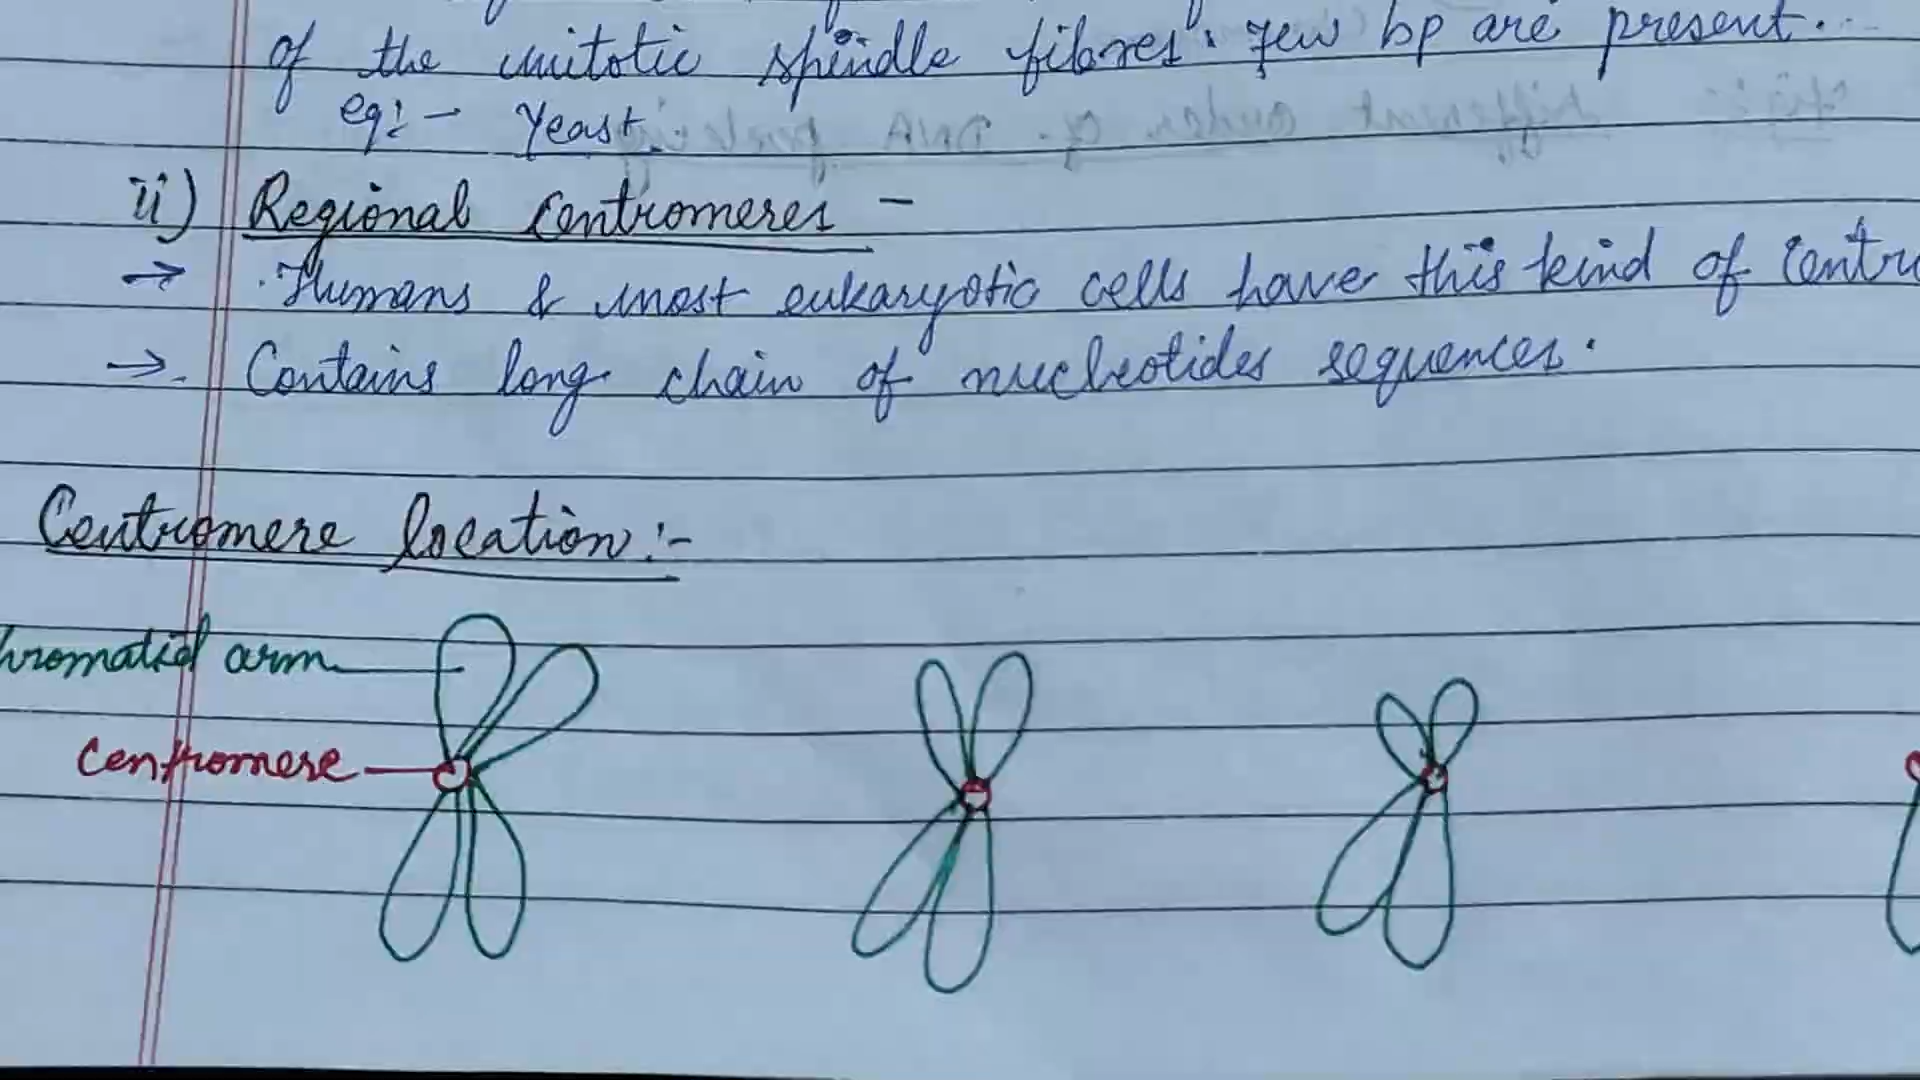 of the mitotic spindle fibres. few bp are present.
eg:- Yeast.
ii) Regional Centromeres -
→ Humans & most eukaryotic cells have this kind of Centro
→ Contains long chain of nucleotides sequences.
Centromere location:-
hromatid arm
Centromere